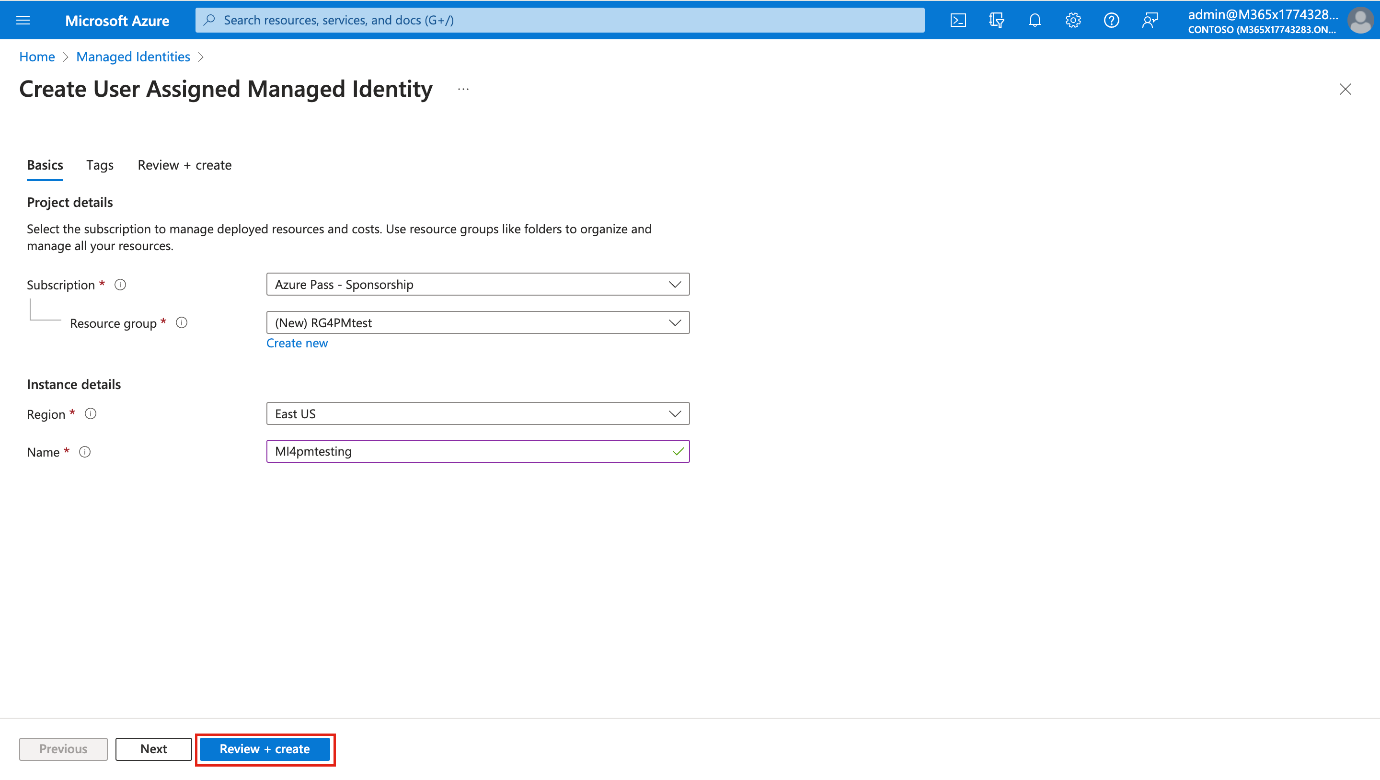 Microsoft Azure
Search resources, services, and docs (G+/)
admin@M365x1774328...
CONTOSO (M365X17743283.ON...
Home > Managed Identities >
Create User Assigned Managed Identity ...
Basics Tags Review + create
Project details
Select the subscription to manage deployed resources and costs. Use resource groups like folders to organize and
manage all your resources.
Subscription * Azure Pass - Sponsorship
Resource group * (New) RG4PMtest
Create new
Instance details
Region * East US
Name * MI4pmtesting
Previous Next Review + create